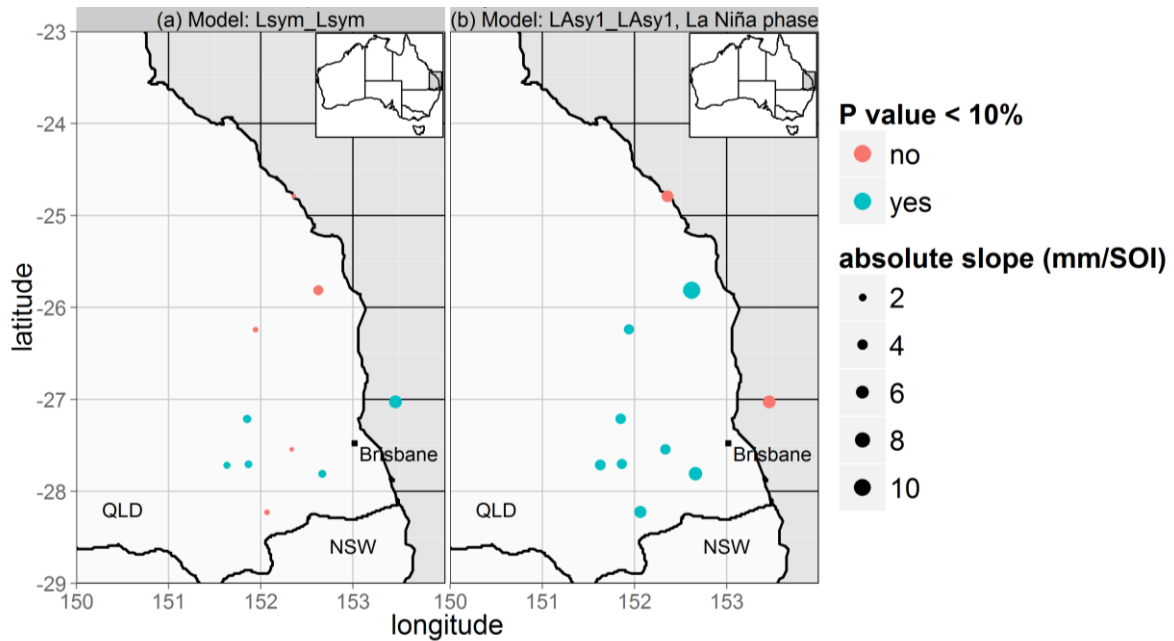 (a) Model: Lsym_Lsym
(b) Model: LAsy1_LAsy1, La Niña phase
-23
-24
-25
-26
-27
-28
-29
latitude
Brisbane
QLD
NSW
Brisbane
QLD
NSW
150 151 152 153 150 151 152 153
longitude
P value < 10%
no
yes
absolute slope (mm/SOI)
2
4
6
8
10